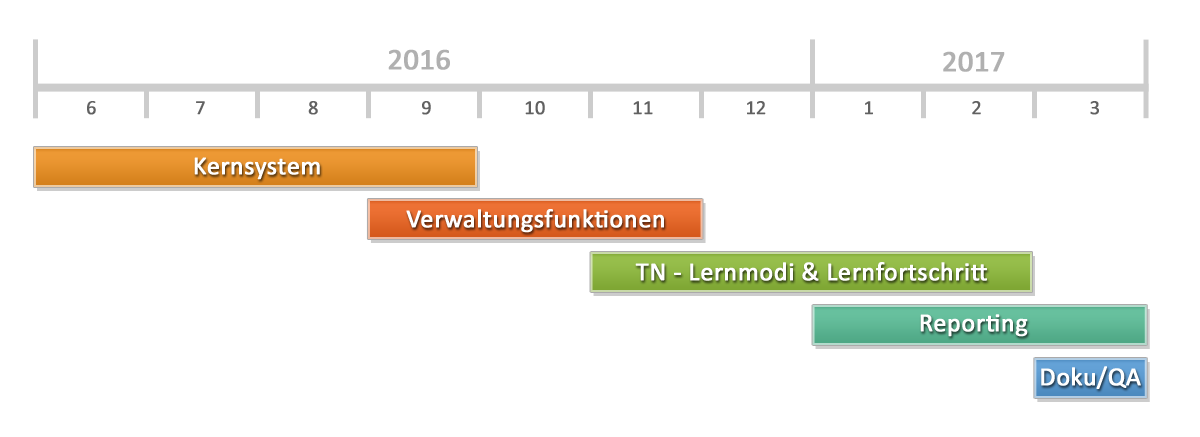 2016 2017
6 7 8 9 10 11 12 1 2 3
Kernsystem
Verwaltungsfunktionen
TN - Lernmodi & Lernfortschritt
Reporting
Doku/QA